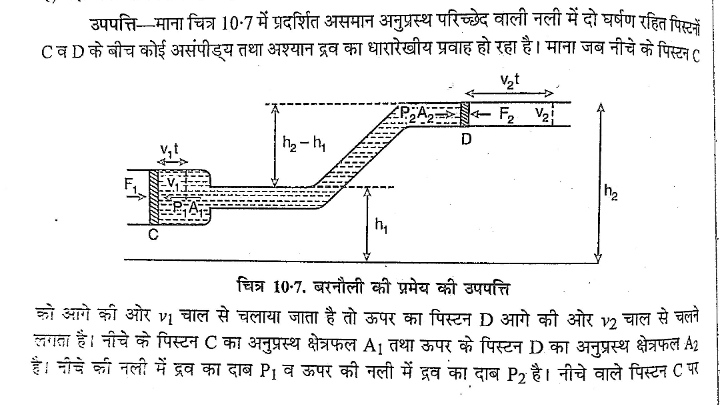 उपपत्ति—माना चित्र 10·7 में प्रदर्शित असमान अनुप्रस्थ परिच्छेद वाली नली में दो घर्षण रहित पिस्टनों
C व D के बीच कोई असंपीड्य तथा अश्यान द्रव का धारारेखीय प्रवाह हो रहा है। माना जब नीचे के पिस्टन C
v₂t
P₂A₂
F₂
v₂
D
h₂ – h₁
v₁t
F₁
v₁
P₁A₁
C
h₁
h₂
चित्र 10·7. बरनौली की प्रमेय की उपपत्ति
को आगे की ओर v₁ चाल से चलाया जाता है तो ऊपर का पिस्टन D आगे की ओर v₂ चाल से चलने
लगता है। नीचे के पिस्टन C का अनुप्रस्थ क्षेत्रफल A₁ तथा ऊपर के पिस्टन D का अनुप्रस्थ क्षेत्रफल A₂
है। नीचे की नली में द्रव का दाब P₁ व ऊपर की नली में द्रव का दाब P₂ है। नीचे वाले पिस्टन C पर